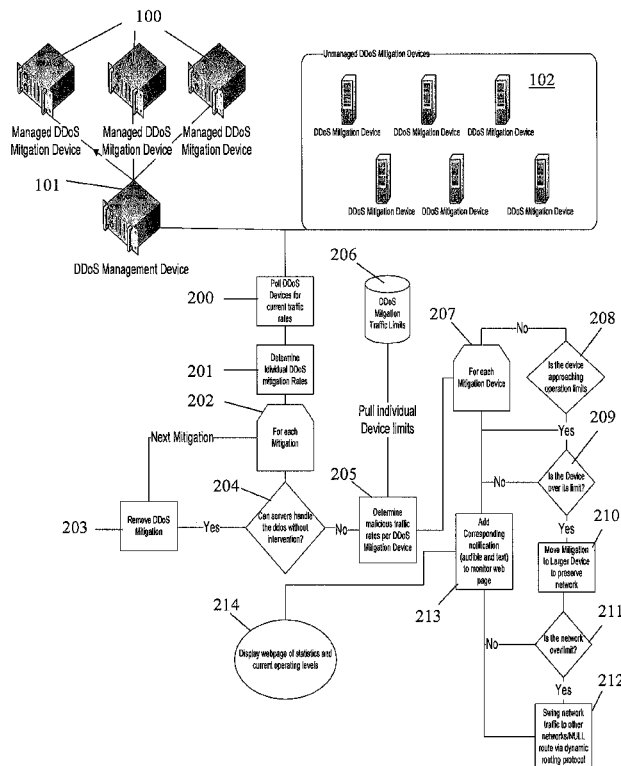 100
Managed DDoS
Mitgation Device
Managed DDoS
Mitgation Device
Managed DDoS
Mitgation Device
101
DDoS Management Device
Unmanaged DDoS Mitigation Devices
102
DDoS Mitigation Device
DDoS Mitigation Device
DDoS Mitigation Device
DDoS Mitigation Device
DDoS Mitigation Device
DDoS Mitigation Device
200
Poll DDoS
Devices for
current traffic
rates
201
Determine
Individual DDoS
mitigation Rates
202
For each
Mitigation
Next Mitigation
203
Remove DDoS
Mitigation
Yes
204
Can servers handle
the ddos without
intervention?
No
205
Determine
malicious traffic
rates per DDoS
Mitigation Device
206
DDoS
Mitigation
Traffic Limits
Pull individual
Device limits
207
For each
Mitigation Device
No
208
Is the device
approaching
operation limits
Yes
209
Is the Device
over its limit?
No
Yes
210
Move Mitigation
to Larger Device
to preserve
network
211
Is the network
overlimit?
No
Yes
212
Swing network
traffic to other
networks/NULL
route via dynamic
routing protocol
Add
Corresponding
notification
(audible and text)
to monitor web
page
213
214
Display webpage of statistics and
current operating levels